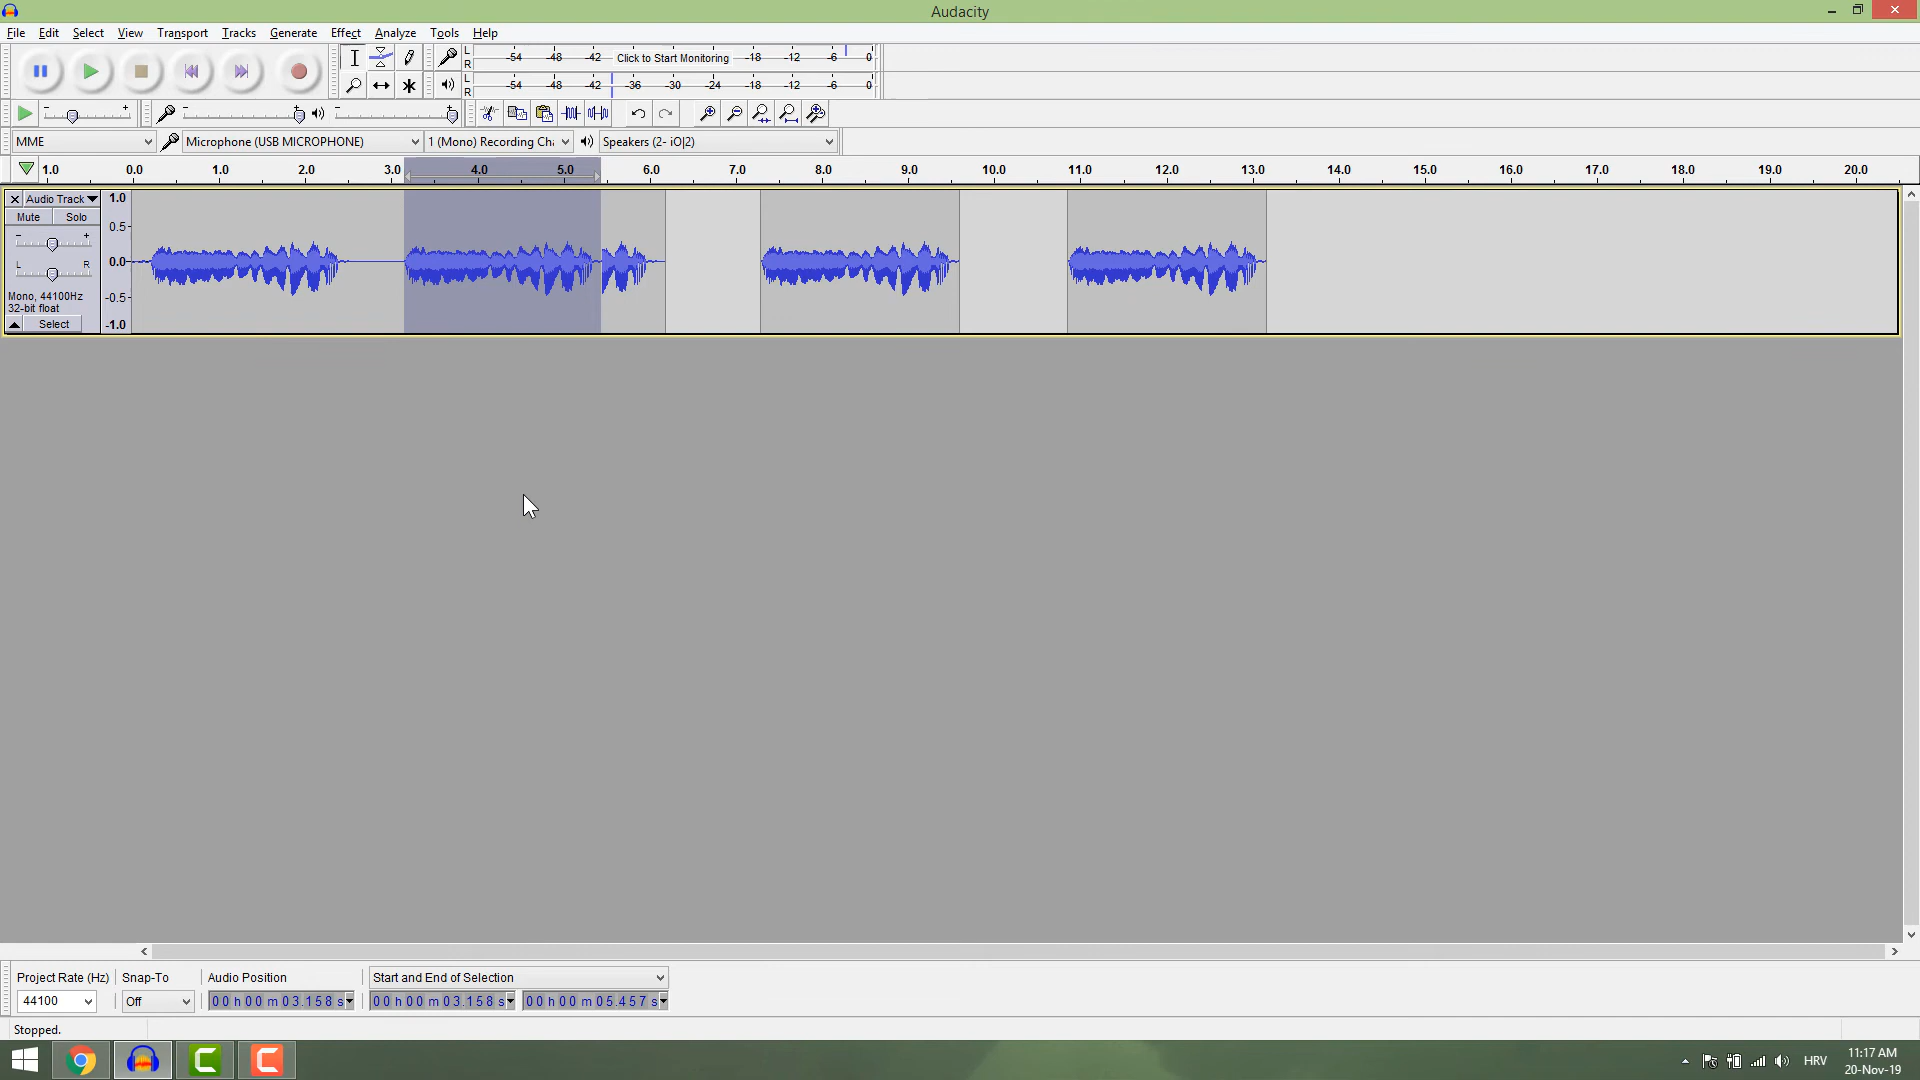 Audacity
File Edit Select View Transport Tracks Generate Effect Analyze Tools Help
L R -54 -48 -42 Click to Start Monitoring -18 -12 -6 0
L R -54 -48 -42 -36 -30 -24 -18 -12 -6 0
MME Microphone (USB MICROPHONE) 1 (Mono) Recording Cha Speakers (2- iO|2)
1.0 0.0 1.0 2.0 3.0 4.0 5.0 6.0 7.0 8.0 9.0 10.0 11.0 12.0 13.0 14.0 15.0 16.0 17.0 18.0 19.0 20.0
Audio Track 1.0
Mute Solo
0.5
- +
0.0
L R
Mono, 44100Hz
-0.5
32-bit float
Select -1.0
Project Rate (Hz) Snap-To Audio Position Start and End of Selection
44100 Off 00 h 00 m 03.158 s 00 h 00 m 03.158 s 00 h 00 m 05.457 s
Stopped.
HRV 11:17 AM
20-Nov-19